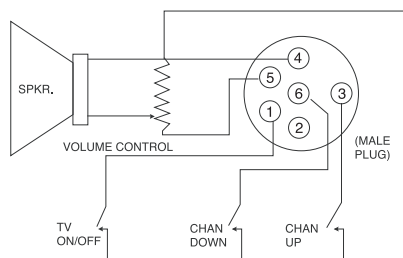 SPKR.
4
5
6
3
1
2
VOLUME CONTROL
(MALE
PLUG)
TV
ON/OFF
CHAN
DOWN
CHAN
UP